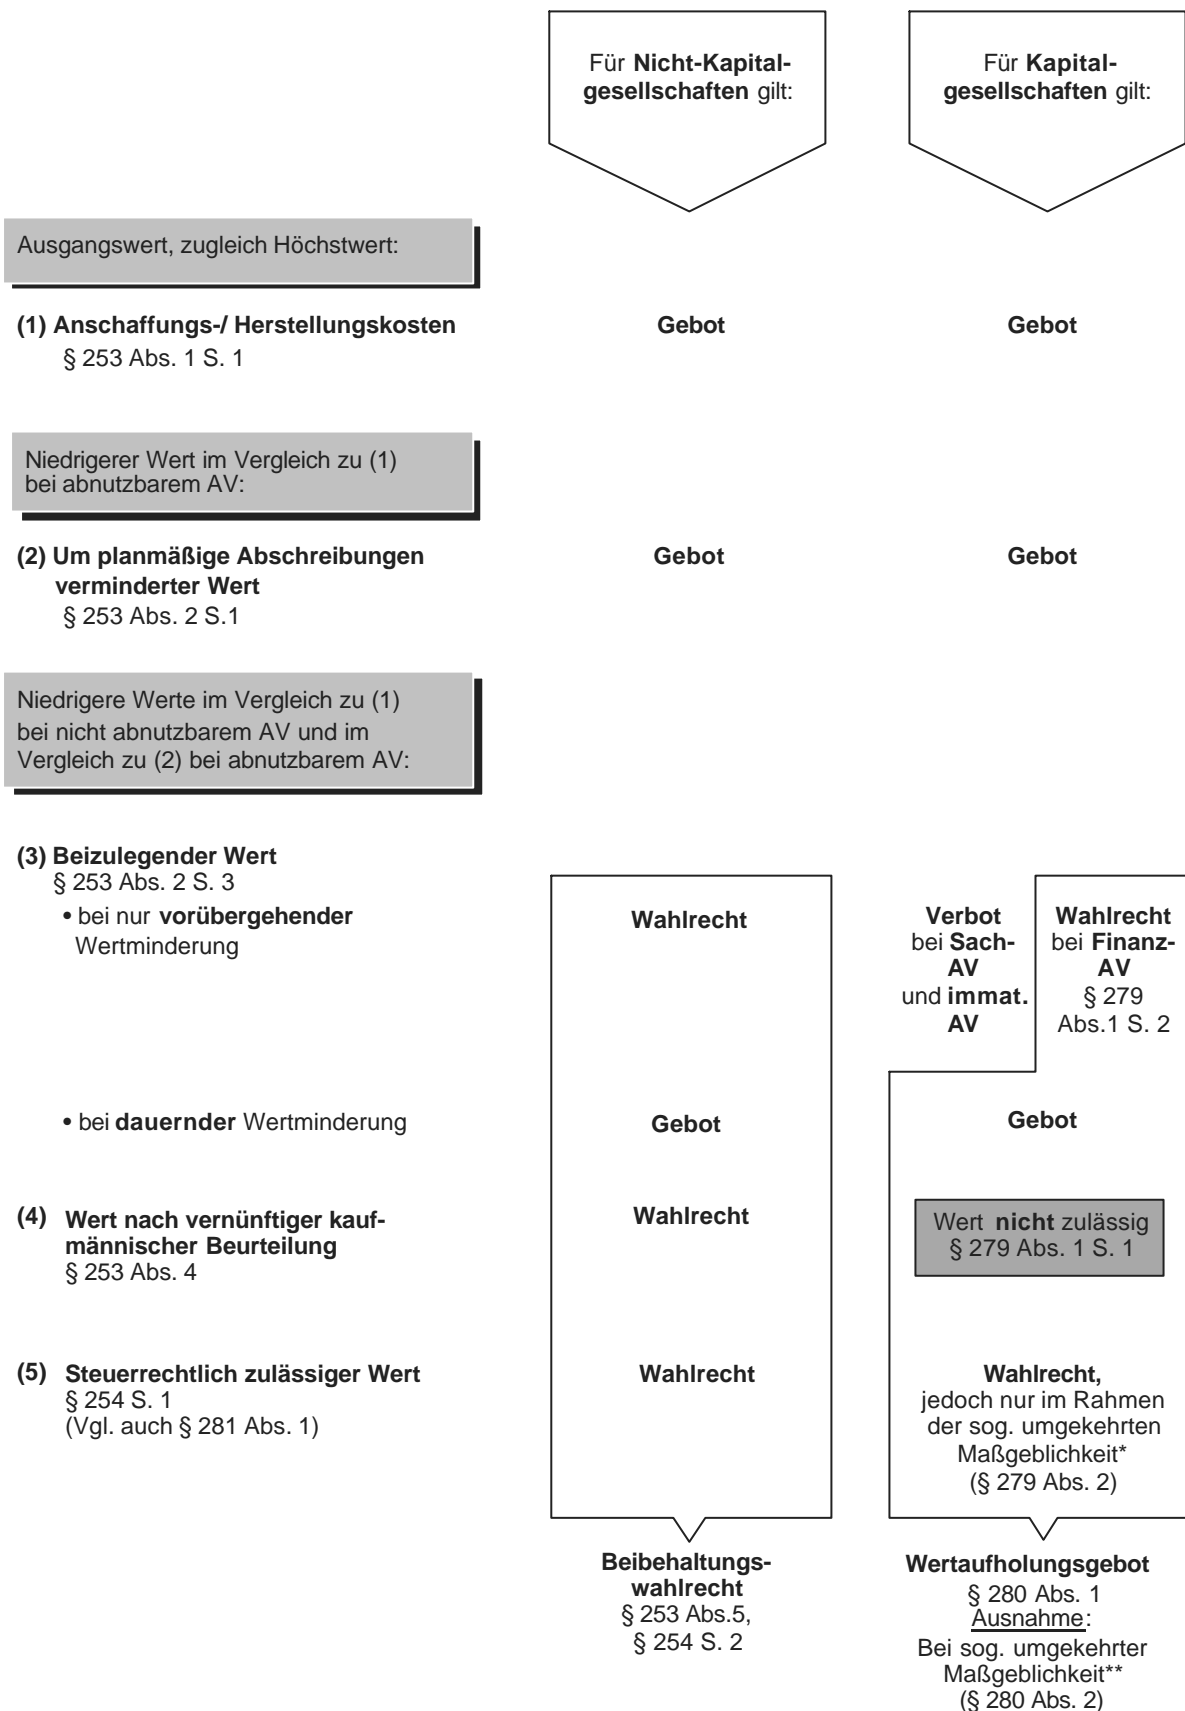 Für Nicht-Kapital-
gesellschaften gilt:
Für Kapital-
gesellschaften gilt:
Ausgangswert, zugleich Höchstwert:
(1) Anschaffungs-/ Herstellungskosten
§ 253 Abs. 1 S. 1
Gebot
Gebot
Niedrigerer Wert im Vergleich zu (1)
bei abnutzbarem AV:
(2) Um planmäßige Abschreibungen
verminderter Wert
§ 253 Abs. 2 S.1
Gebot
Gebot
Niedrigere Werte im Vergleich zu (1)
bei nicht abnutzbarem AV und im
Vergleich zu (2) bei abnutzbarem AV:
(3) Beizulegender Wert
§ 253 Abs. 2 S. 3
• bei nur vorübergehender
Wertminderung
Wahlrecht
Verbot
bei Sach-
AV
und immat.
AV
Wahlrecht
bei Finanz-
AV
§ 279
Abs.1 S. 2
• bei dauernder Wertminderung
Gebot
Gebot
(4) Wert nach vernünftiger kauf-
männischer Beurteilung
§ 253 Abs. 4
Wahlrecht
Wert nicht zulässig
§ 279 Abs. 1 S. 1
(5) Steuerrechtlich zulässiger Wert
§ 254 S. 1
(Vgl. auch § 281 Abs. 1)
Wahlrecht
Wahlrecht,
jedoch nur im Rahmen
der sog. umgekehrten
Maßgeblichkeit*
(§ 279 Abs. 2)
Beibehaltungs-
wahlrecht
§ 253 Abs.5,
§ 254 S. 2
Wertaufholungsgebot
§ 280 Abs. 1
Ausnahme:
Bei sog. umgekehrter
Maßgeblichkeit**
(§ 280 Abs. 2)